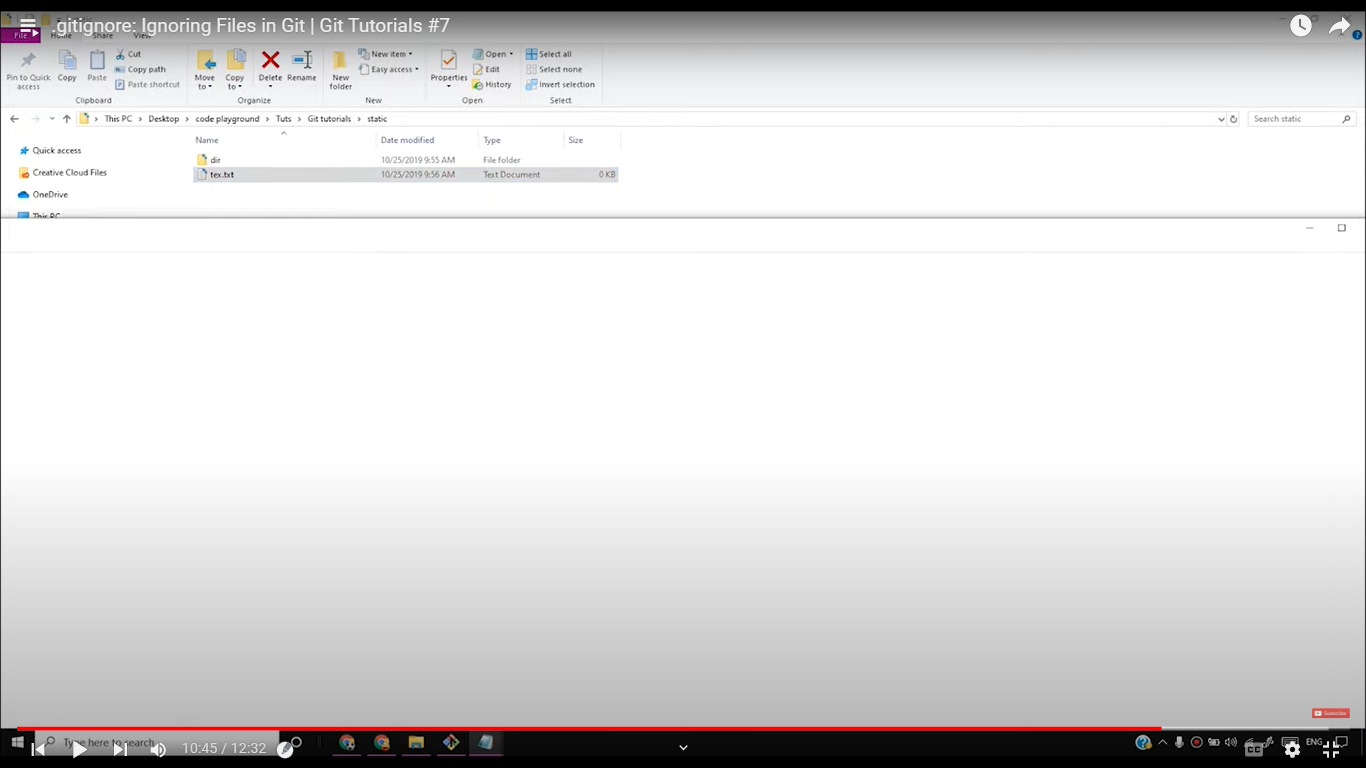 .gitignore: Ignoring Files in Git | Git Tutorials #7
File Home Share View
Cut
New item
Open
Select all
Copy path
Easy access
Edit
Select none
Pin to Quick access
Copy
Paste
Paste shortcut
Move to
Copy to
Delete
Rename
New folder
Properties
History
Invert selection
Clipboard
Organize
New
Open
Select
This PC > Desktop > code playground > Tuts > Git tutorials > static
Search static
Name Date modified Type Size
Quick access
dir 10/25/2019 9:55 AM File folder
Creative Cloud Files
tex.txt 10/25/2019 9:56 AM Text Document 0 KB
OneDrive
This PC
Subscribe
Type here to search
10:45 / 12:32
ENG
CC